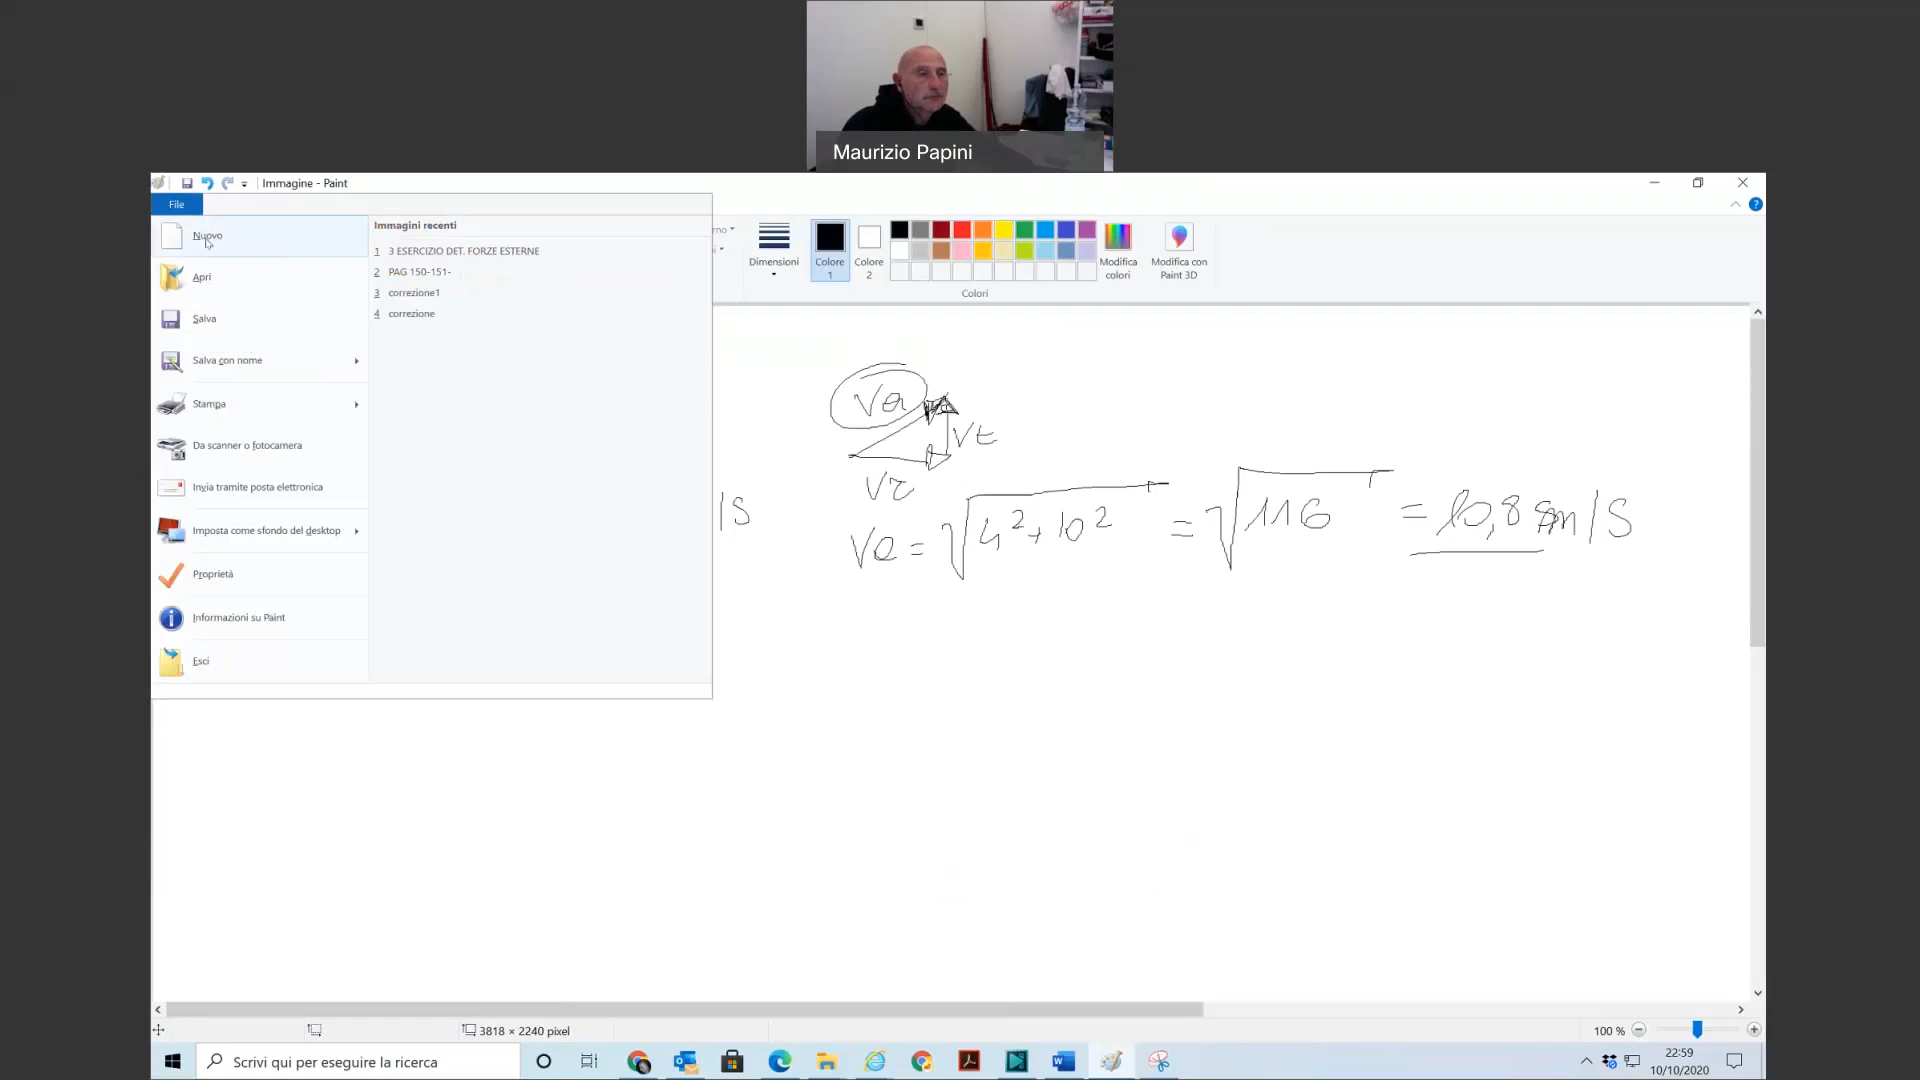 Maurizio Papini
Immagine - Paint
File
Nuovo
Apri
Salva
Salva con nome
Stampa
Da scanner o fotocamera
Invia tramite posta elettronica
Imposta come sfondo del desktop
Proprietà
Informazioni su Paint
Esci
Immagini recenti
1 3 ESERCIZIO DET. FORZE ESTERNE
2 PAG 150-151-
3 correzione1
4 correzione
Dimensioni
Colore 1
Colore 2
Modifica colori
Modifica con Paint 3D
Colori
Va
Vt
Vr
/s
Va = √4²+10² = √116 = 10,8 m/s
3818 × 2240 pixel
100 %
Scrivi qui per eseguire la ricerca
22:59
10/10/2020